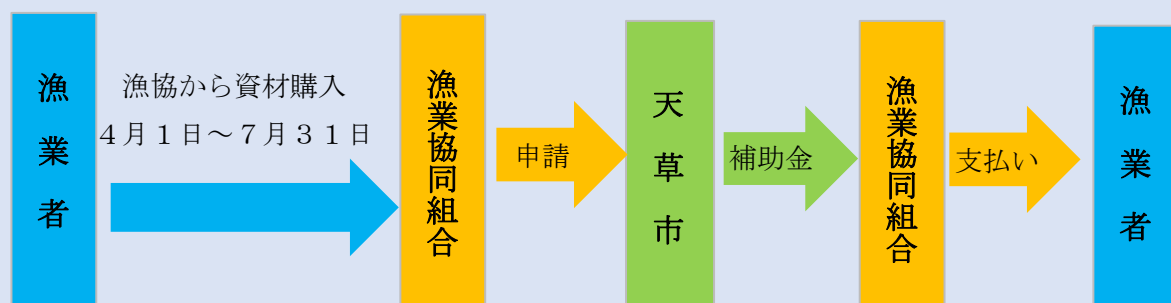 漁業者
漁協から資材購入
４月１日～７月３１日
漁業協同組合
申請
天草市
補助金
漁業協同組合
支払い
漁業者